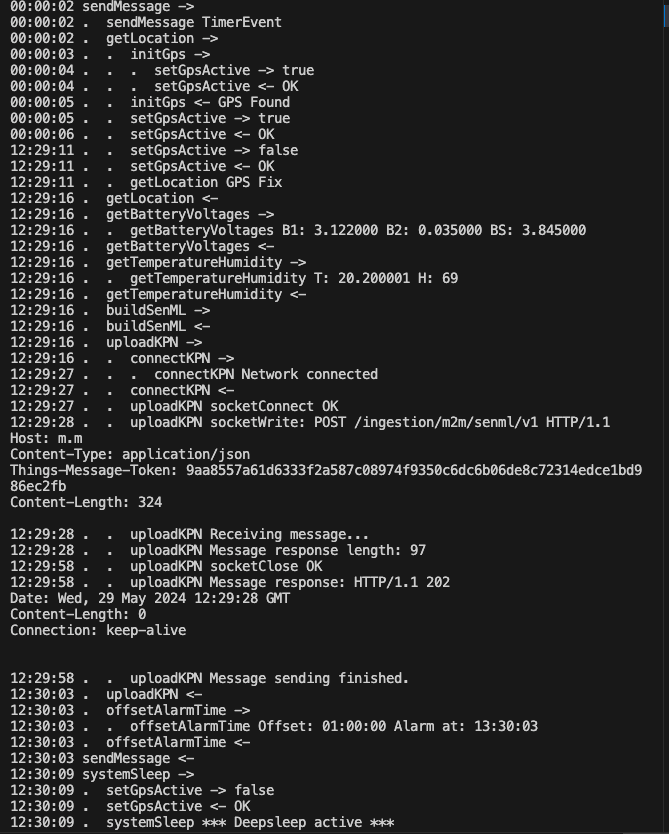 00:00:02 sendMessage ->
00:00:02 .  sendMessage TimerEvent
00:00:02 .  getLocation ->
00:00:03 .  .  initGps ->
00:00:04 .  .  .  setGpsActive -> true
00:00:04 .  .  .  setGpsActive <- OK
00:00:05 .  .  initGps <- GPS Found
00:00:05 .  .  setGpsActive -> true
00:00:06 .  .  setGpsActive <- OK
12:29:11 .  .  setGpsActive -> false
12:29:11 .  .  setGpsActive <- OK
12:29:11 .  .  getLocation GPS Fix
12:29:16 .  getLocation <-
12:29:16 .  getBatteryVoltages ->
12:29:16 .  .  getBatteryVoltages B1: 3.122000 B2: 0.035000 BS: 3.845000
12:29:16 .  getBatteryVoltages <-
12:29:16 .  getTemperatureHumidity ->
12:29:16 .  .  getTemperatureHumidity T: 20.200001 H: 69
12:29:16 .  getTemperatureHumidity <-
12:29:16 .  buildSenML ->
12:29:16 .  buildSenML <-
12:29:16 .  uploadKPN ->
12:29:16 .  .  connectKPN ->
12:29:27 .  .  .  connectKPN Network connected
12:29:27 .  .  connectKPN <-
12:29:27 .  .  uploadKPN socketConnect OK
12:29:28 .  .  uploadKPN socketWrite: POST /ingestion/m2m/senml/v1 HTTP/1.1
Host: m.m
Content-Type: application/json
Things-Message-Token: 9aa8557a61d6333f2a587c08974f9350c6dc6b06de8c72314edce1bd9
86ec2fb
Content-Length: 324

12:29:28 .  .  uploadKPN Receiving message...
12:29:28 .  .  uploadKPN Message response length: 97
12:29:58 .  .  uploadKPN socketClose OK
12:29:58 .  .  uploadKPN Message response: HTTP/1.1 202
Date: Wed, 29 May 2024 12:29:28 GMT
Content-Length: 0
Connection: keep-alive

12:29:58 .  .  uploadKPN Message sending finished.
12:30:03 .  uploadKPN <-
12:30:03 .  offsetAlarmTime ->
12:30:03 .  .  offsetAlarmTime Offset: 01:00:00 Alarm at: 13:30:03
12:30:03 .  offsetAlarmTime <-
12:30:03 sendMessage <-
12:30:09 systemSleep ->
12:30:09 .  setGpsActive -> false
12:30:09 .  setGpsActive <- OK
12:30:09 .  systemSleep *** Deepsleep active ***